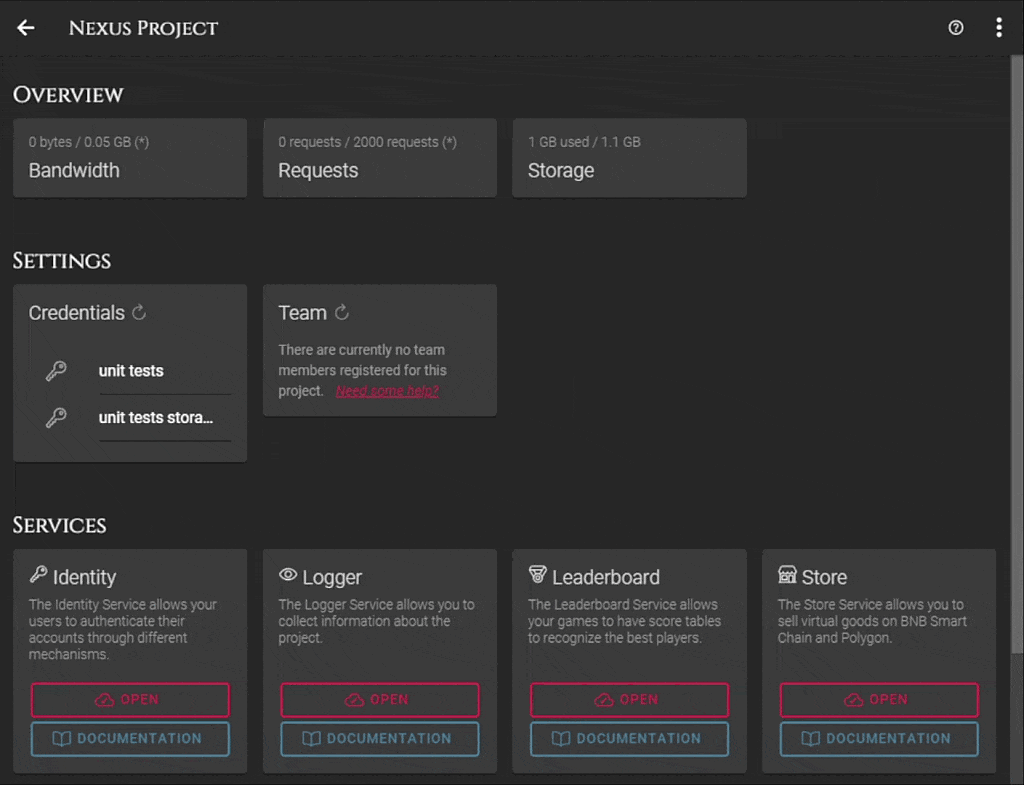 Nexus Project
Overview
0 bytes / 0.05 GB (*)
Bandwidth
0 requests / 2000 requests (*)
Requests
1 GB used / 1.1 GB
Storage
Settings
Credentials
unit tests
unit tests stora...
Team
There are currently no team
members registered for this
project. Need some help?
Services
Identity
The Identity Service allows your
users to authenticate their
accounts through different
mechanisms.
OPEN
DOCUMENTATION
Logger
The Logger Service allows you to
collect information about the
project.
OPEN
DOCUMENTATION
Leaderboard
The Leaderboard Service allows
your games to have score tables
to recognize the best players.
OPEN
DOCUMENTATION
Store
The Store Service allows you to
sell virtual goods on BNB Smart
Chain and Polygon.
OPEN
DOCUMENTATION